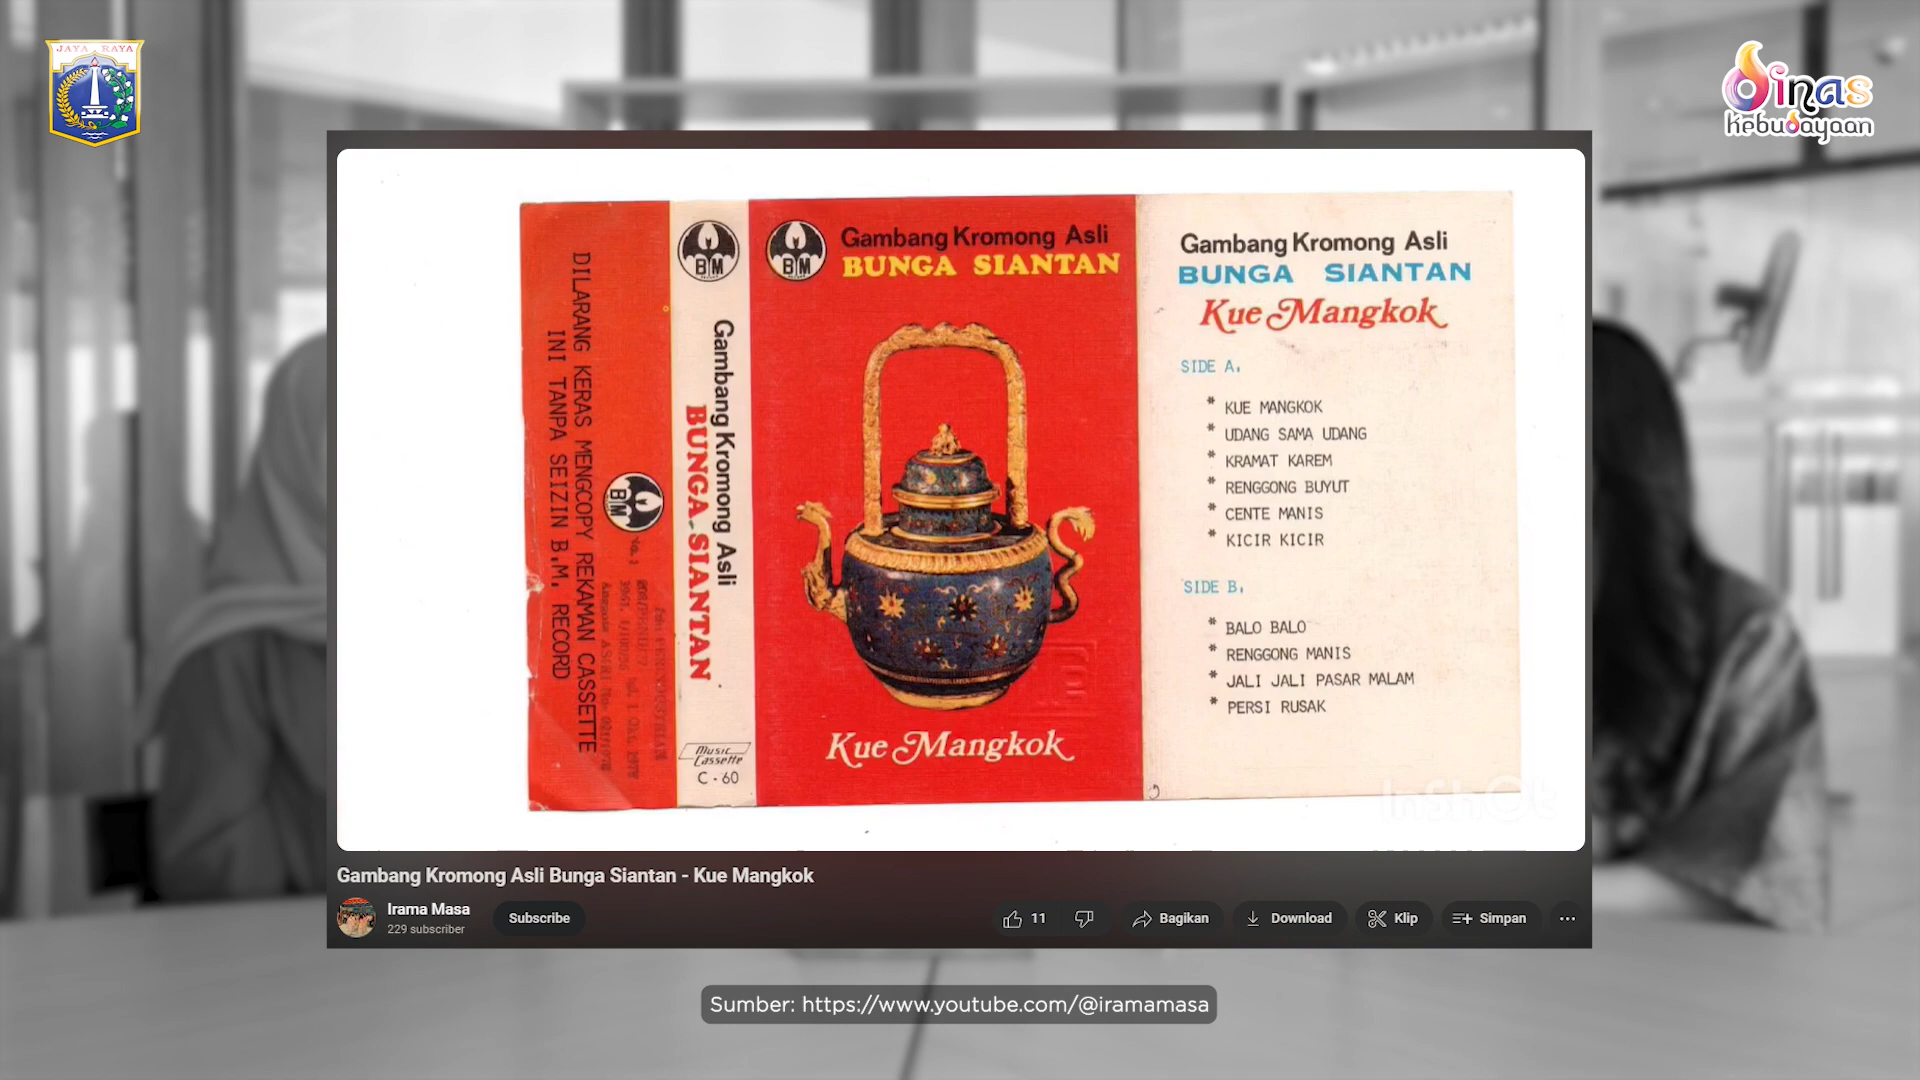 JAYA RAYA
Dinas
Kebudayaan
DILARANG KERAS MENGCOPY REKAMAN CASSETTE
INI TANPA SEIZIN B.M. RECORD
BM
BM
Gambang Kromong Asli
BUNGA SIANTAN
Music
Cassette
C - 60
BM
Gambang Kromong Asli
BUNGA SIANTAN
Kue Mangkok
Gambang Kromong Asli
BUNGA SIANTAN
Kue Mangkok
SIDE A.
* KUE MANGKOK
* UDANG SAMA UDANG
* KRAMAT KAREM
* RENGGONG BUYUT
* CENTE MANIS
* KICIR KICIR
SIDE B.
* BALO BALO
* RENGGONG MANIS
* JALI JALI PASAR MALAM
* PERSI RUSAK
InShot
Gambang Kromong Asli Bunga Siantan - Kue Mangkok
Irama Masa
229 subscriber
Subscribe
11
Bagikan
Download
Klip
Simpan
Sumber: https://www.youtube.com/@iramamasa